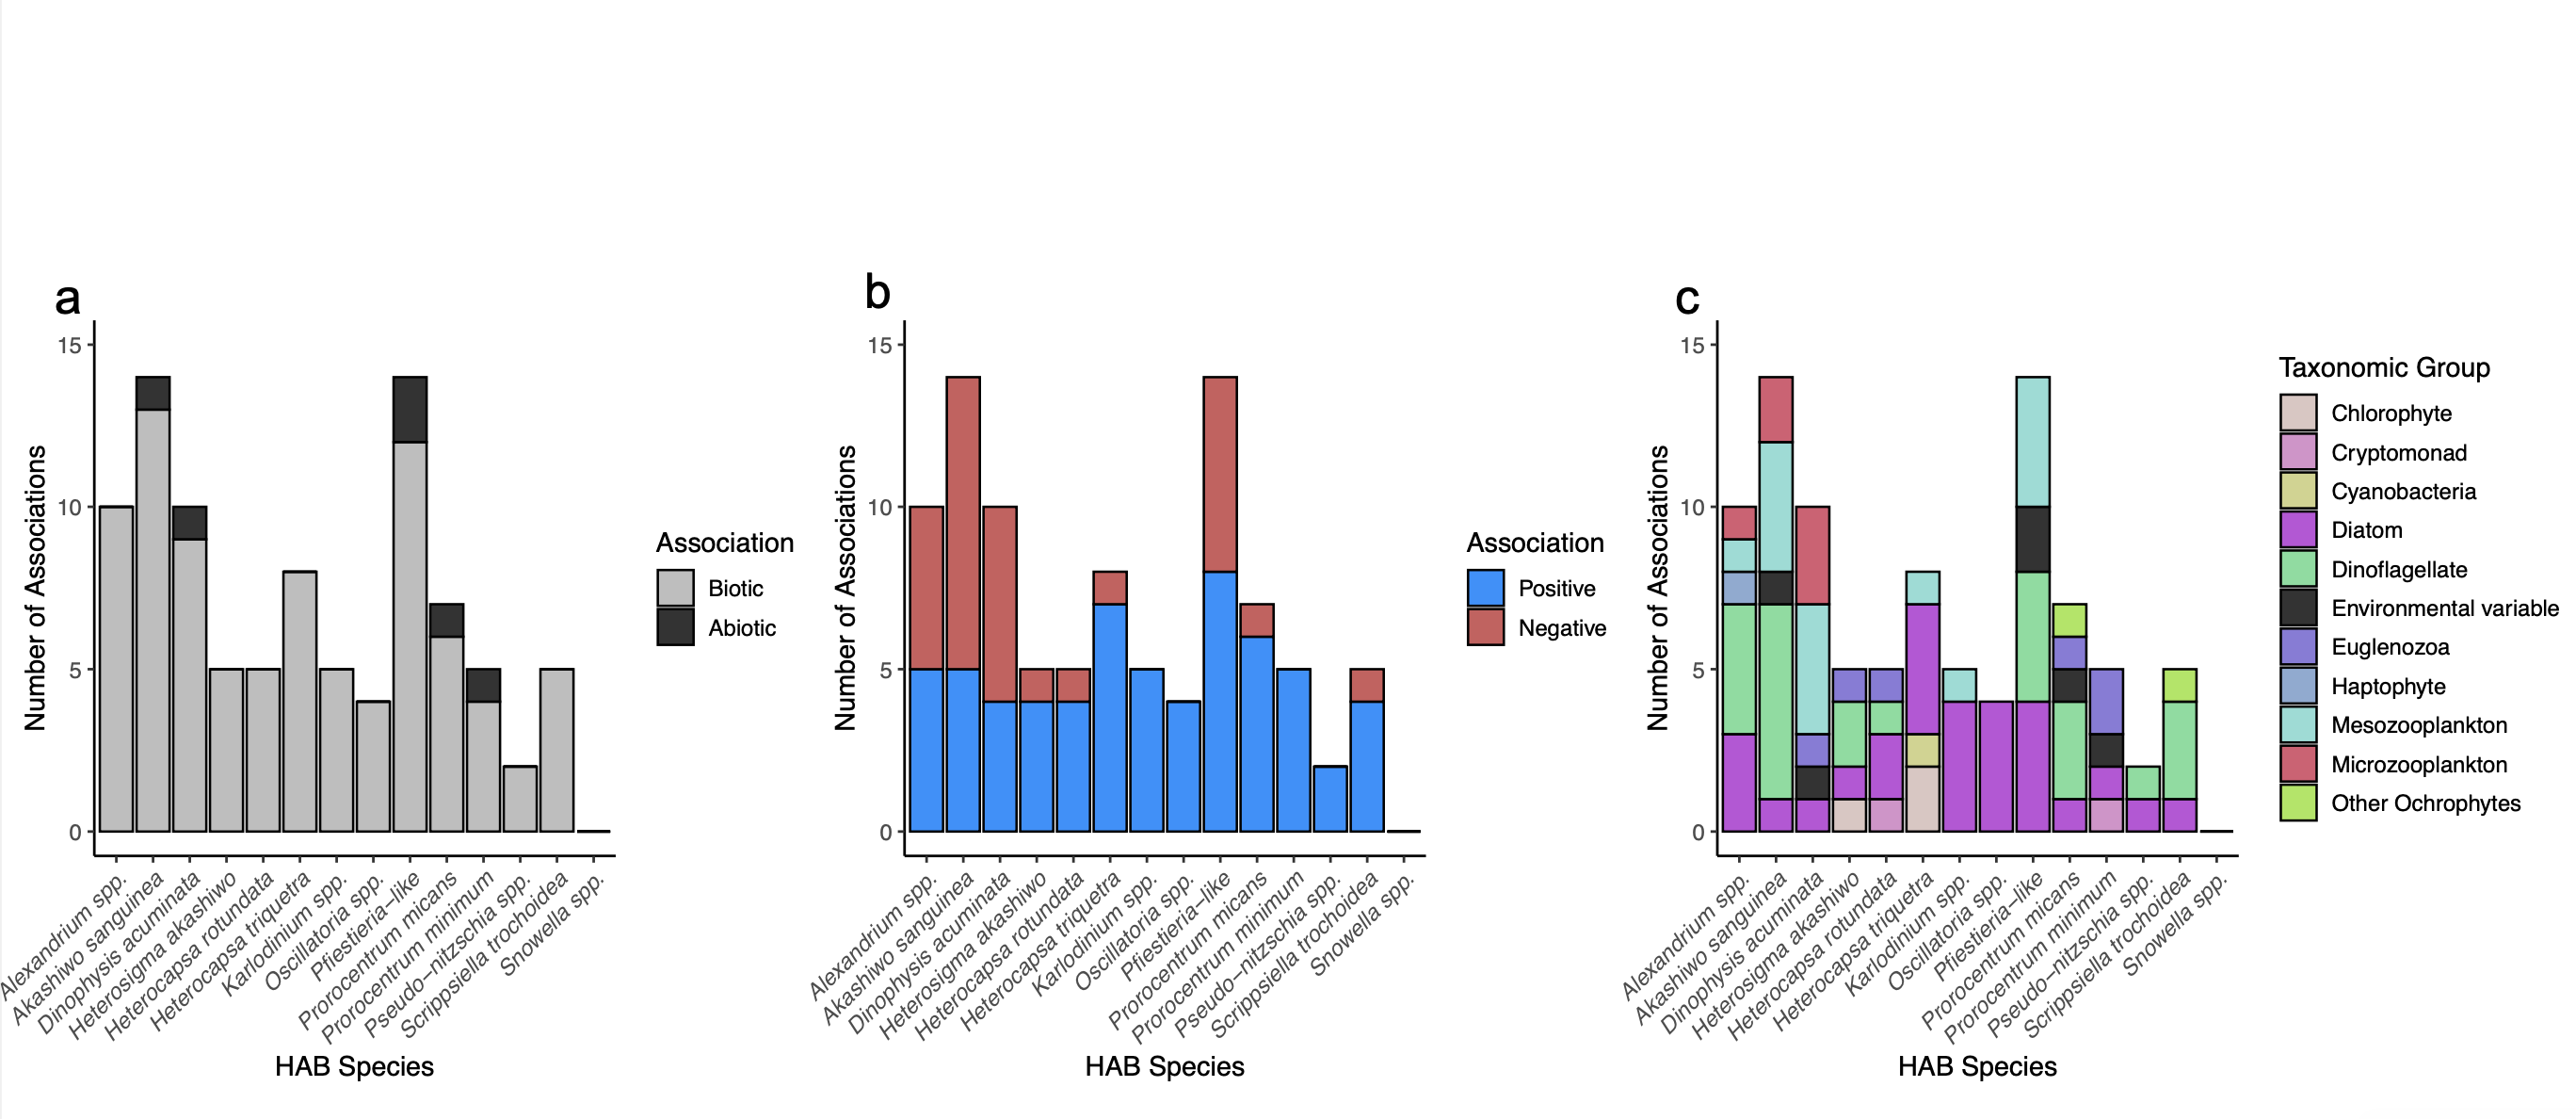 a
15
10
5
0
Number of Associations
Alexandrium spp.
Akashiwo sanguinea
Dinophysis acuminata
Heterosigma akashiwo
Heterocapsa rotundata
Heterocapsa triquetra
Karlodinium spp.
Oscillatoria spp.
Pfiesteria−like
Prorocentrum micans
Prorocentrum minimum
Pseudo−nitzschia spp.
Scrippsiella trochoidea
Snowella spp.
HAB Species
Association
Biotic
Abiotic
b
15
10
5
0
Number of Associations
Alexandrium spp.
Akashiwo sanguinea
Dinophysis acuminata
Heterosigma akashiwo
Heterocapsa rotundata
Heterocapsa triquetra
Karlodinium spp.
Oscillatoria spp.
Pfiesteria−like
Prorocentrum micans
Prorocentrum minimum
Pseudo−nitzschia spp.
Scrippsiella trochoidea
Snowella spp.
HAB Species
Association
Positive
Negative
c
15
10
5
0
Number of Associations
Alexandrium spp.
Akashiwo sanguinea
Dinophysis acuminata
Heterosigma akashiwo
Heterocapsa rotundata
Heterocapsa triquetra
Karlodinium spp.
Oscillatoria spp.
Pfiesteria−like
Prorocentrum micans
Prorocentrum minimum
Pseudo−nitzschia spp.
Scrippsiella trochoidea
Snowella spp.
HAB Species
Taxonomic Group
Chlorophyte
Cryptomonad
Cyanobacteria
Diatom
Dinoflagellate
Environmental variable
Euglenozoa
Haptophyte
Mesozooplankton
Microzooplankton
Other Ochrophytes